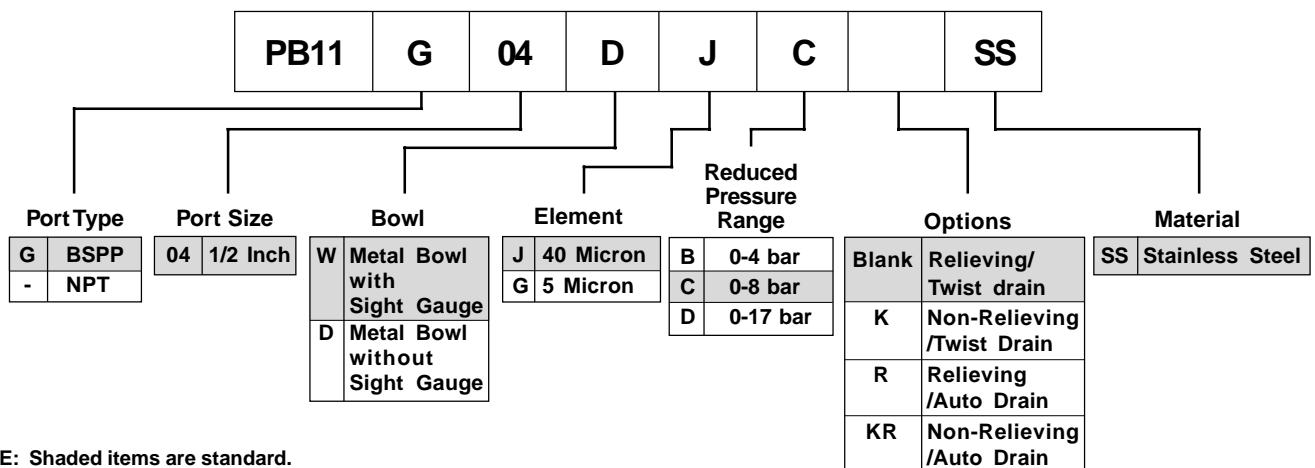 PB11 G 04 D J C SS
Port Type
G BSPP
- NPT
Port Size
04 1/2 Inch
Bowl
W Metal Bowl
with
Sight Gauge
D Metal Bowl
without
Sight Gauge
Element
J 40 Micron
G 5 Micron
Reduced
Pressure
Range
B 0-4 bar
C 0-8 bar
D 0-17 bar
Options
Blank Relieving/
Twist drain
K Non-Relieving
/Twist Drain
R Relieving
/Auto Drain
KR Non-Relieving
/Auto Drain
Material
SS Stainless Steel
E: Shaded items are standard.